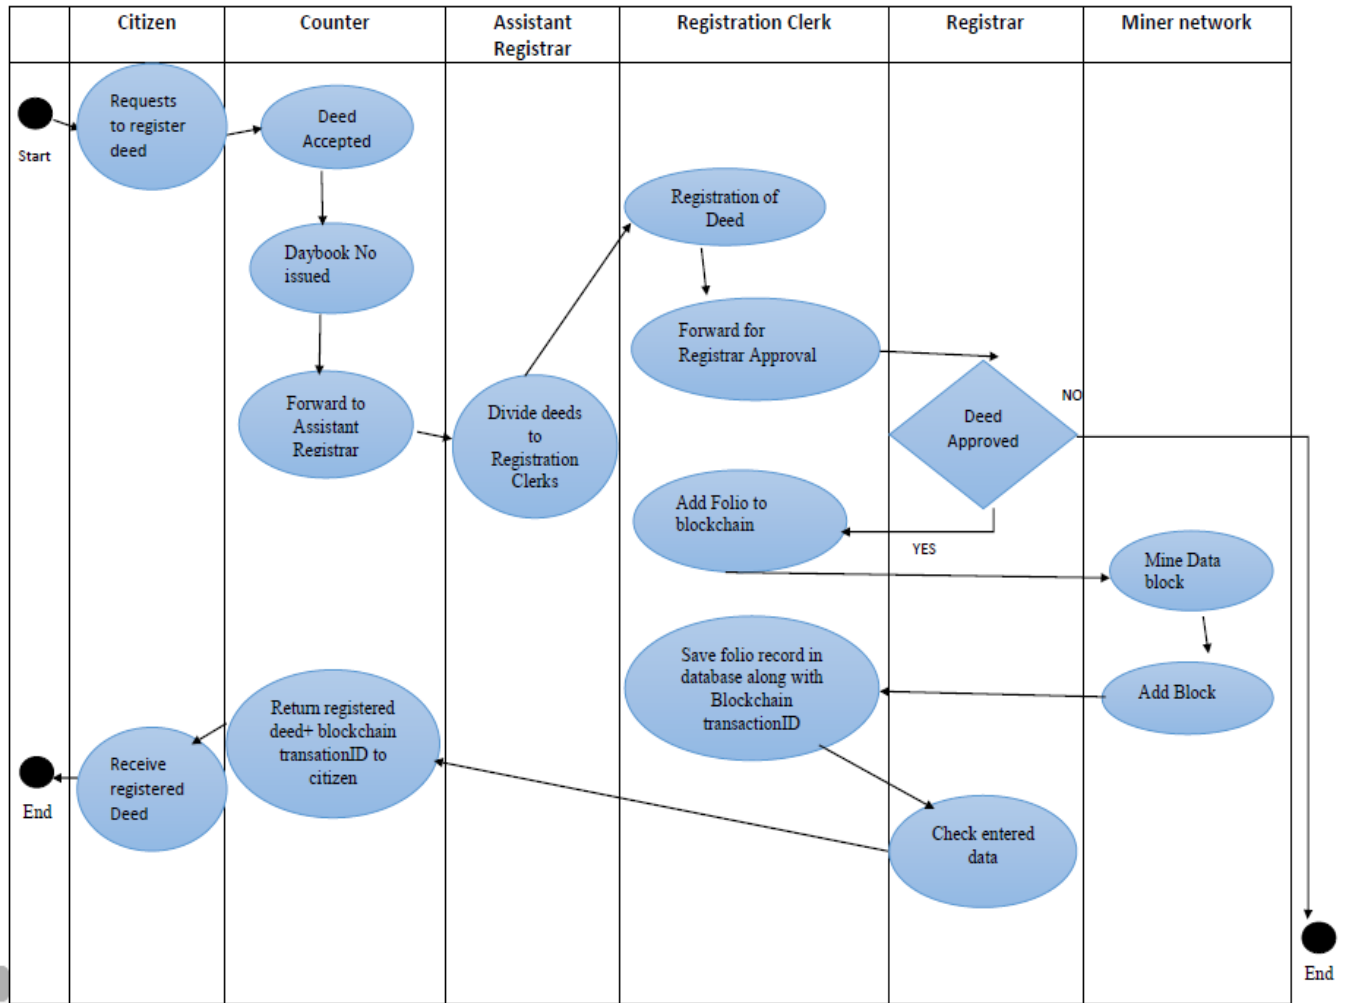 Citizen
Counter
Assistant
Registrar
Registration Clerk
Registrar
Miner network
Start
Requests
to register
deed
Deed
Accepted
Daybook No
issued
Forward to
Assistant
Registrar
Divide deeds
to
Registration
Clerks
Registration of
Deed
Forward for
Registrar Approval
Deed
Approved
NO
YES
Add Folio to
blockchain
Mine Data
block
Add Block
Save folio record in
database along with
Blockchain
transactionID
Check entered
data
Return registered
deed+ blockchain
transationID to
citizen
Receive
registered
Deed
End
End